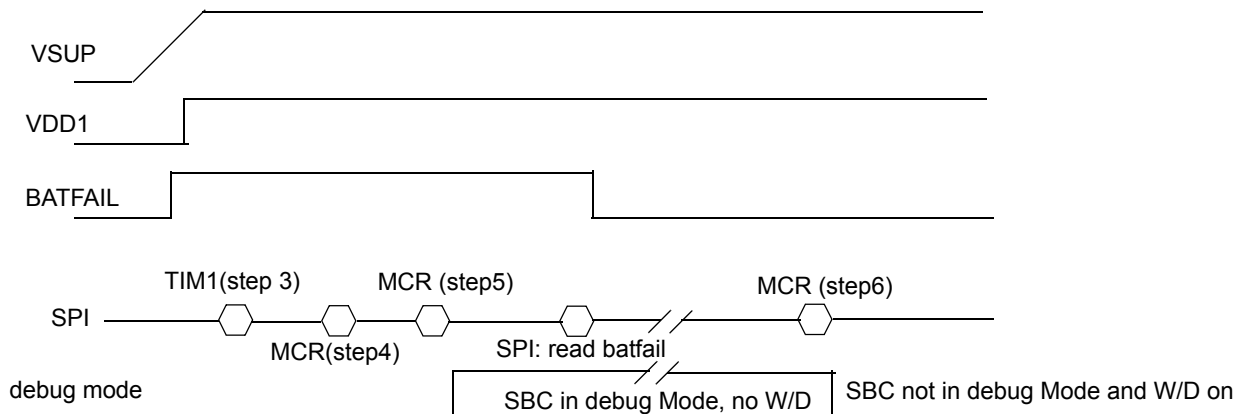 VSUP
VDD1
BATFAIL
TIM1(step 3)
MCR (step5)
MCR (step6)
SPI
MCR(step4)
SPI: read batfail
debug mode
SBC in debug Mode, no W/D
SBC not in debug Mode and W/D on